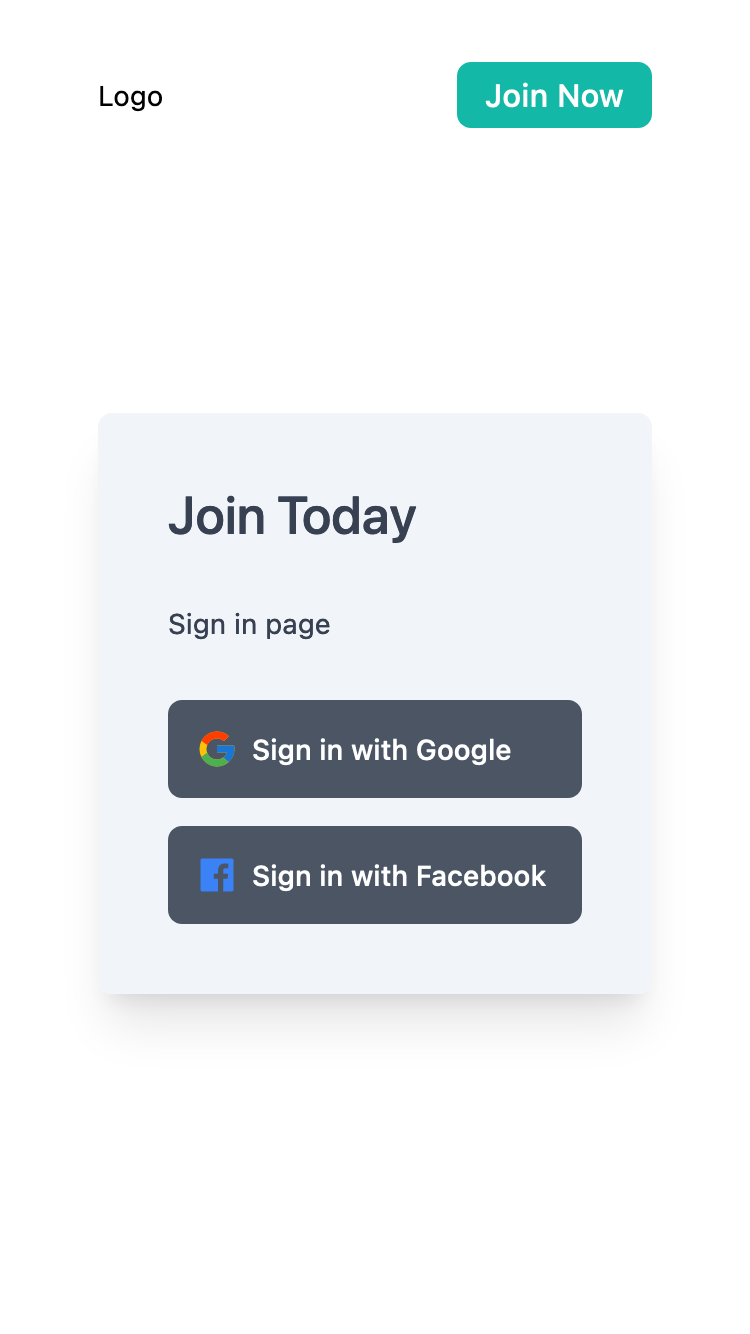 Logo
Join Now
Join Today
Sign in page
Sign in with Google
Sign in with Facebook